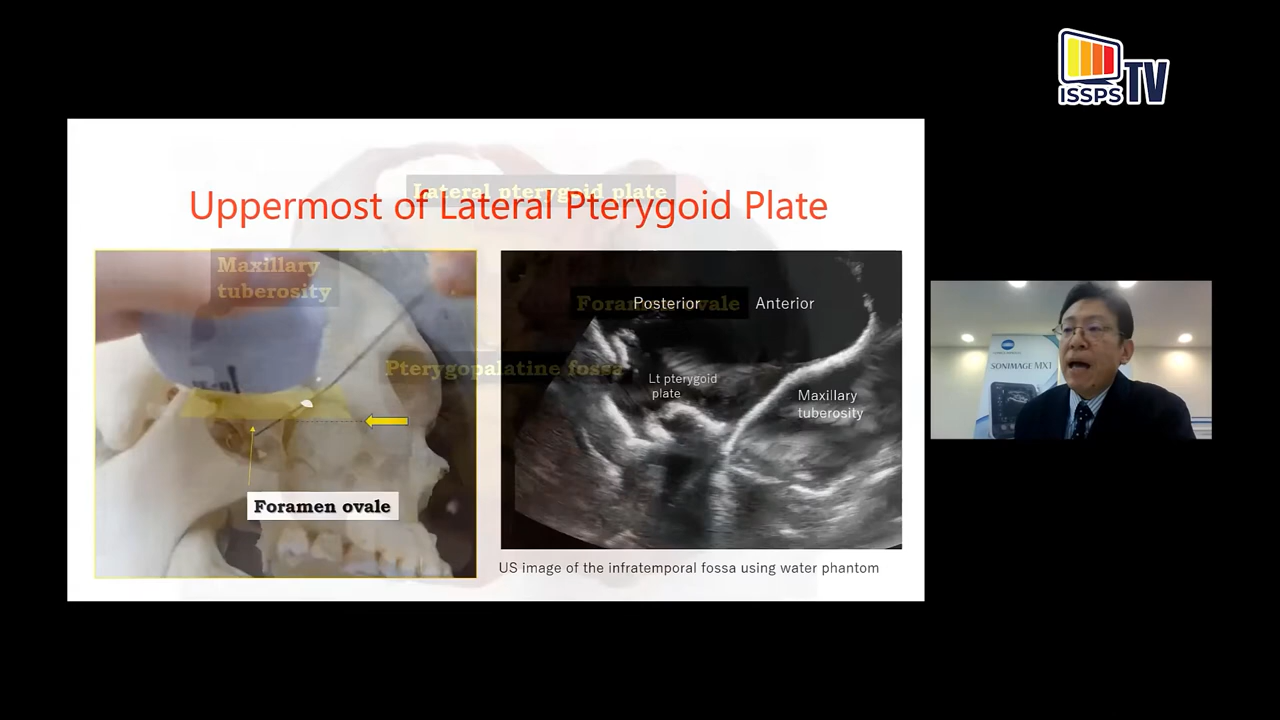 ISSPS TV
Lateral pterygoid plate
Uppermost of Lateral Pterygoid Plate
Maxillary
tuberosity
Foramen ovale
Posterior
Anterior
Pterygopalatine fossa
Lt pterygoid
plate
Maxillary
tuberosity
Foramen ovale
US image of the infratemporal fossa using water phantom
SONIMAGE MX1